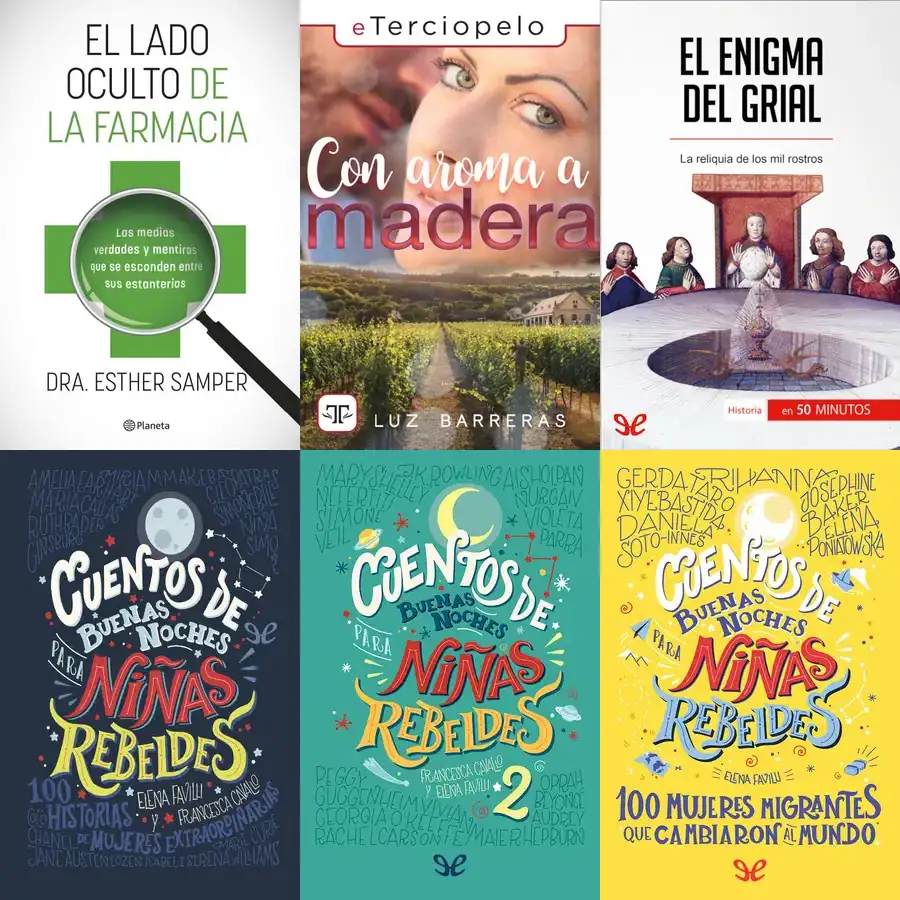 EL LADO
OCULTO DE
LA FARMACIA
Las medias
verdades y mentiras
que se esconden entre
sus estanterías
DRA. ESTHER SAMPER
Planeta
eTerciopelo
Con aroma a
madera
LUZ BARRERAS
EL ENIGMA
DEL GRIAL
La reliquia de los mil rostros
Historia en 50 MINUTOS
CUENTOS DE
BUENAS
NOCHES
PARA
NIÑAS
REBELDES
ELENA FAVILLI
Y FRANCESCA CAVALLO
100
HISTORIAS
DE MUJERES EXTRAORDINARIAS
JANE AUSTEN
SERENA WILLIAMS
MARY SHELLEY
ROWLING
NEFERTITI
SIMONE
VEIL
VIOLETA
PARRA
CUENTOS DE
BUENAS
NOCHES
PARA
NIÑAS
REBELDES
FRANCESCA CAVALLO
Y ELENA FAVILLI
2
PEGGY
GUGGENHEIM
GEORGIA O'KEEFFE
RACHEL CARSON
OPRAH
BEYONCÉ
AUDREY
HEPBURN
GERDA TARO
RIHANNA
XIYE BASTIDA
DANIELA
SOTO-INNES
JOSEPHINE
BAKER
ELENA
PONIATOWSKA
CUENTOS DE
BUENAS
NOCHES
PARA
NIÑAS
REBELDES
ELENA FAVILLI
100 MUJERES MIGRANTES
QUE CAMBIARON AL MUNDO